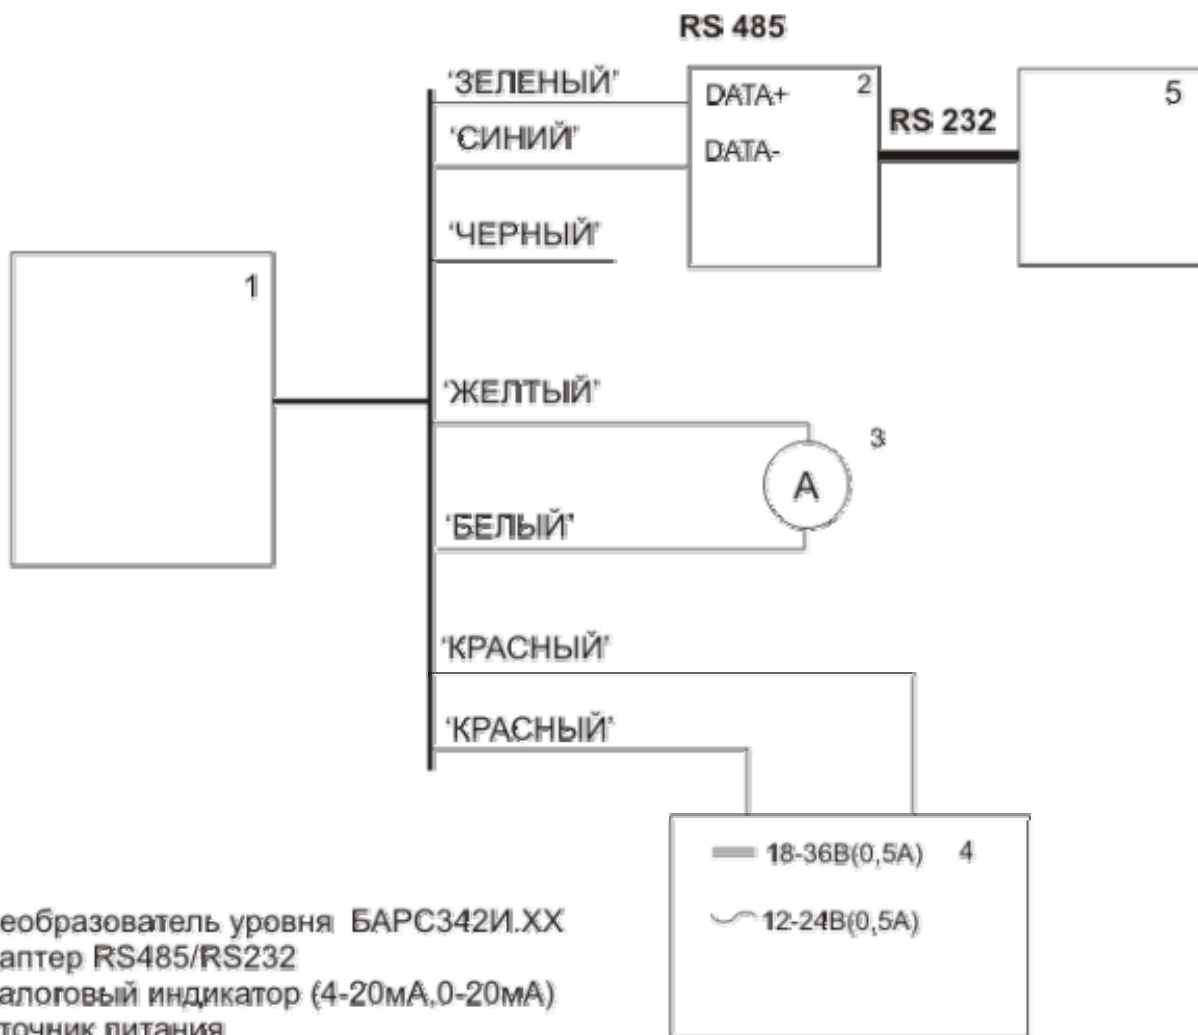 RS 485
'ЗЕЛЕНЫЙ'
DATA+
2
5
RS 232
'СИНИЙ'
DATA-
'ЧЕРНЫЙ'
1
'ЖЕЛТЫЙ'
3
A
'БЕЛЫЙ'
'КРАСНЫЙ'
'КРАСНЫЙ'
18-36В(0,5А) 4
12-24В(0,5А)
еобразователь уровня БАРС342И.ХХ
аптер RS485/RS232
алоговый индикатор (4-20мА,0-20мА)
точник питания